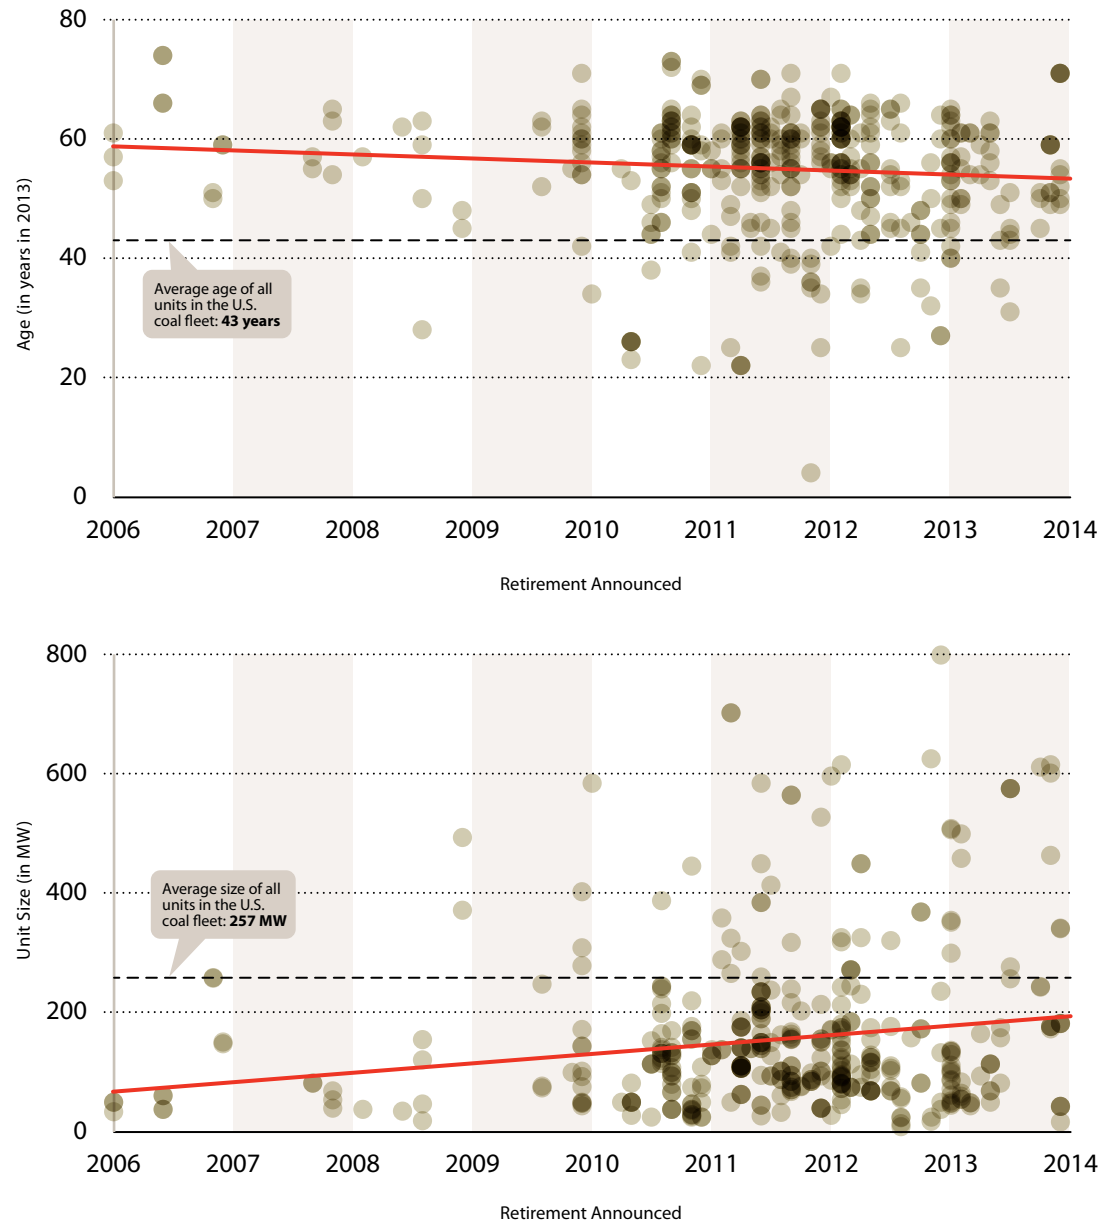 80
60
40
20
0
Age (in years in 2013)
Average age of all
units in the U.S.
coal fleet: 43 years
2006 2007 2008 2009 2010 2011 2012 2013 2014
Retirement Announced
800
600
400
200
0
Unit Size (in MW)
Average size of all
units in the U.S.
coal fleet: 257 MW
2006 2007 2008 2009 2010 2011 2012 2013 2014
Retirement Announced